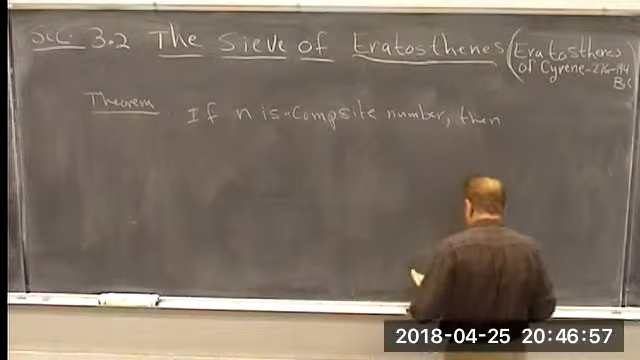 Sec. 3.2 The Sieve of Eratosthenes (Eratosthenes
of Cyrene-276-194
BC
Theorem If n is composite number, then
2018-04-25 20:46:57